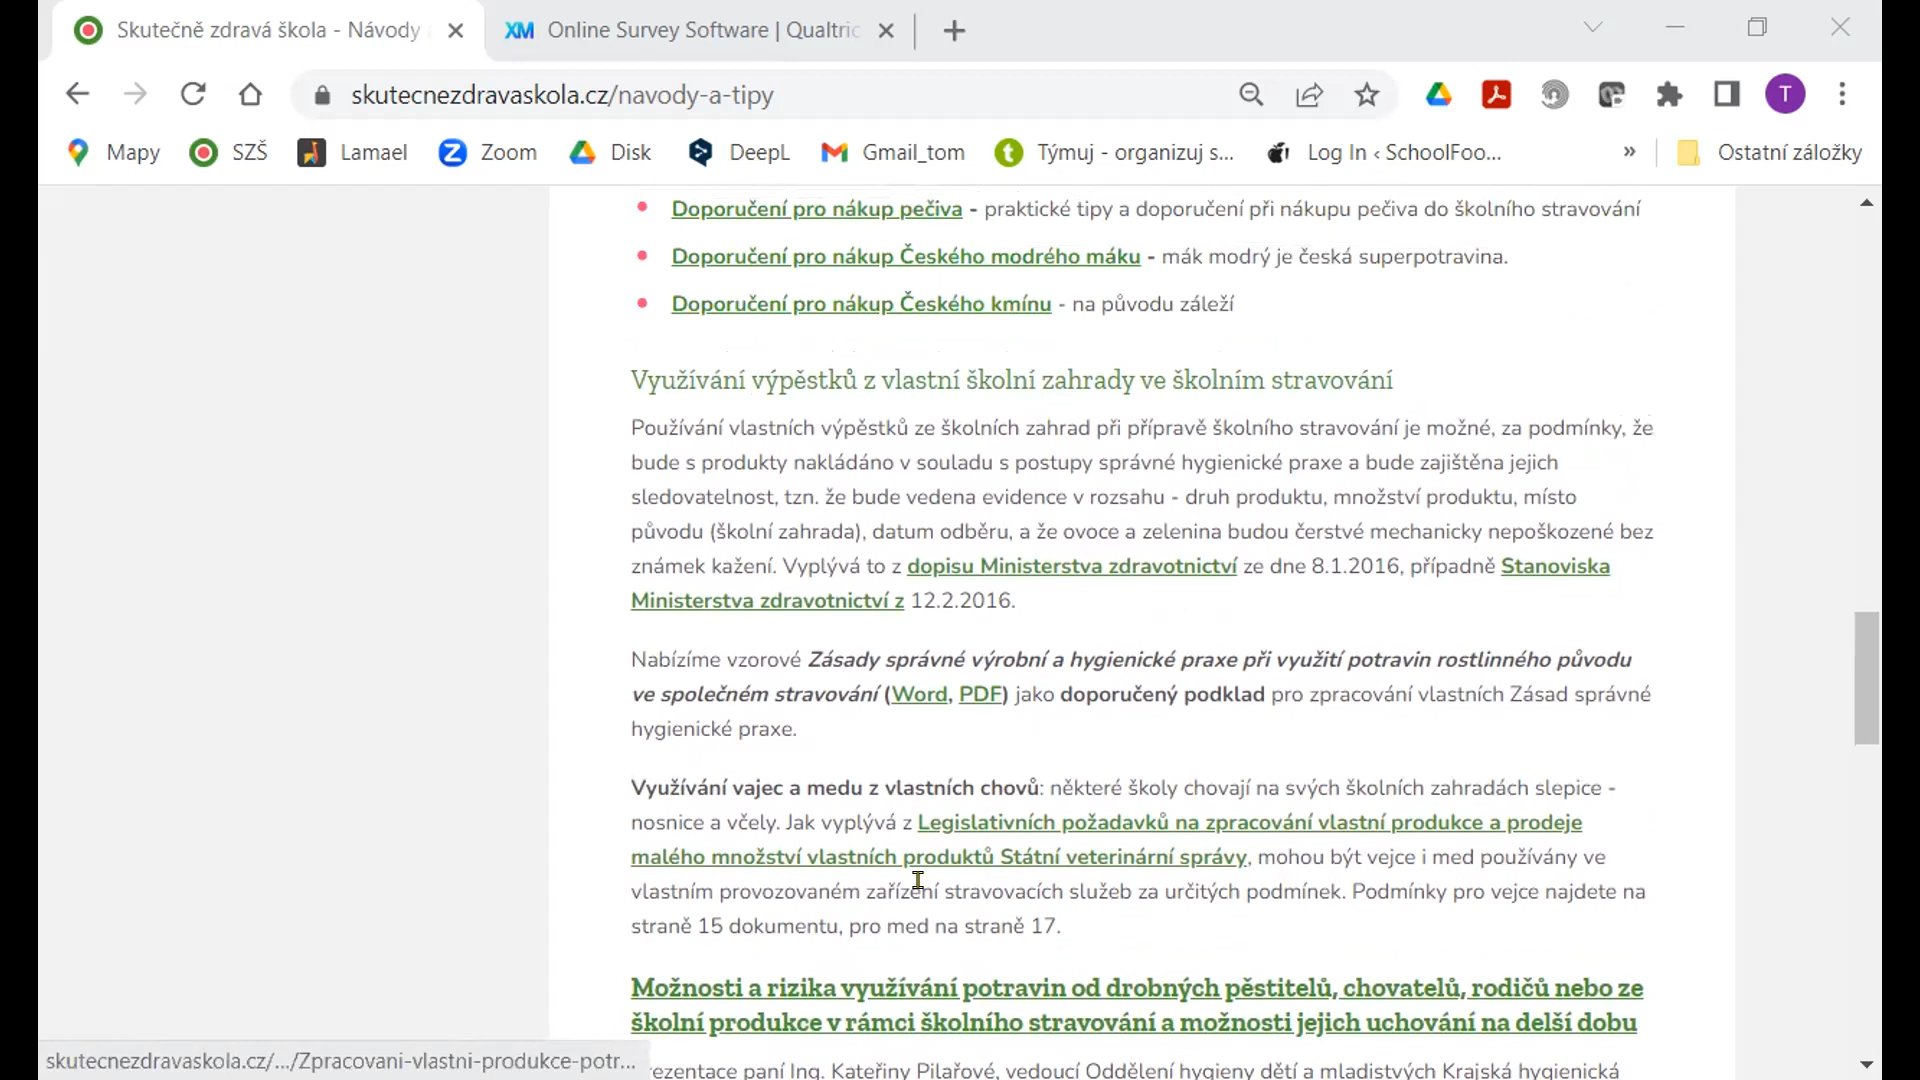 Skutečně zdravá škola - Návody
XM Online Survey Software | Qualtric
skutecnezdravaskola.cz/navody-a-tipy
T
Mapy SZŠ Lamael Zoom Disk DeepL Gmail_tom Týmuj - organizuj s... Log In ‹ SchoolFoo... » Ostatní záložky
Doporučení pro nákup pečiva - praktické tipy a doporučení při nákupu pečiva do školního stravování
Doporučení pro nákup Českého modrého máku - mák modrý je česká superpotravina.
Doporučení pro nákup Českého kmínu - na původu záleží
Využívání výpěstků z vlastní školní zahrady ve školním stravování
Používání vlastních výpěstků ze školních zahrad při přípravě školního stravování je možné, za podmínky, že
bude s produkty nakládáno v souladu s postupy správné hygienické praxe a bude zajištěna jejich
sledovatelnost, tzn. že bude vedena evidence v rozsahu - druh produktu, množství produktu, místo
původu (školní zahrada), datum odběru, a že ovoce a zelenina budou čerstvé mechanicky nepoškozené bez
známek kažení. Vyplývá to z dopisu Ministerstva zdravotnictví ze dne 8.1.2016, případně Stanoviska
Ministerstva zdravotnictví z 12.2.2016.
Nabízíme vzorové Zásady správné výrobní a hygienické praxe při využití potravin rostlinného původu
ve společném stravování (Word, PDF) jako doporučený podklad pro zpracování vlastních Zásad správné
hygienické praxe.
Využívání vajec a medu z vlastních chovů: některé školy chovají na svých školních zahradách slepice -
nosnice a včely. Jak vyplývá z Legislativních požadavků na zpracování vlastní produkce a prodeje
malého množství vlastních produktů Státní veterinární správy, mohou být vejce i med používány ve
vlastním provozovaném zařízení stravovacích služeb za určitých podmínek. Podmínky pro vejce najdete na
straně 15 dokumentu, pro med na straně 17.
Možnosti a rizika využívání potravin od drobných pěstitelů, chovatelů, rodičů nebo ze
školní produkce v rámci školního stravování a možnosti jejich uchování na delší dobu
skutecnezdravaskola.cz/.../Zpracovani-vlastni-produkce-potr...
rezentace paní Ing. Kateřiny Pilařové, vedoucí Oddělení hygieny dětí a mladistvých Krajská hygienická